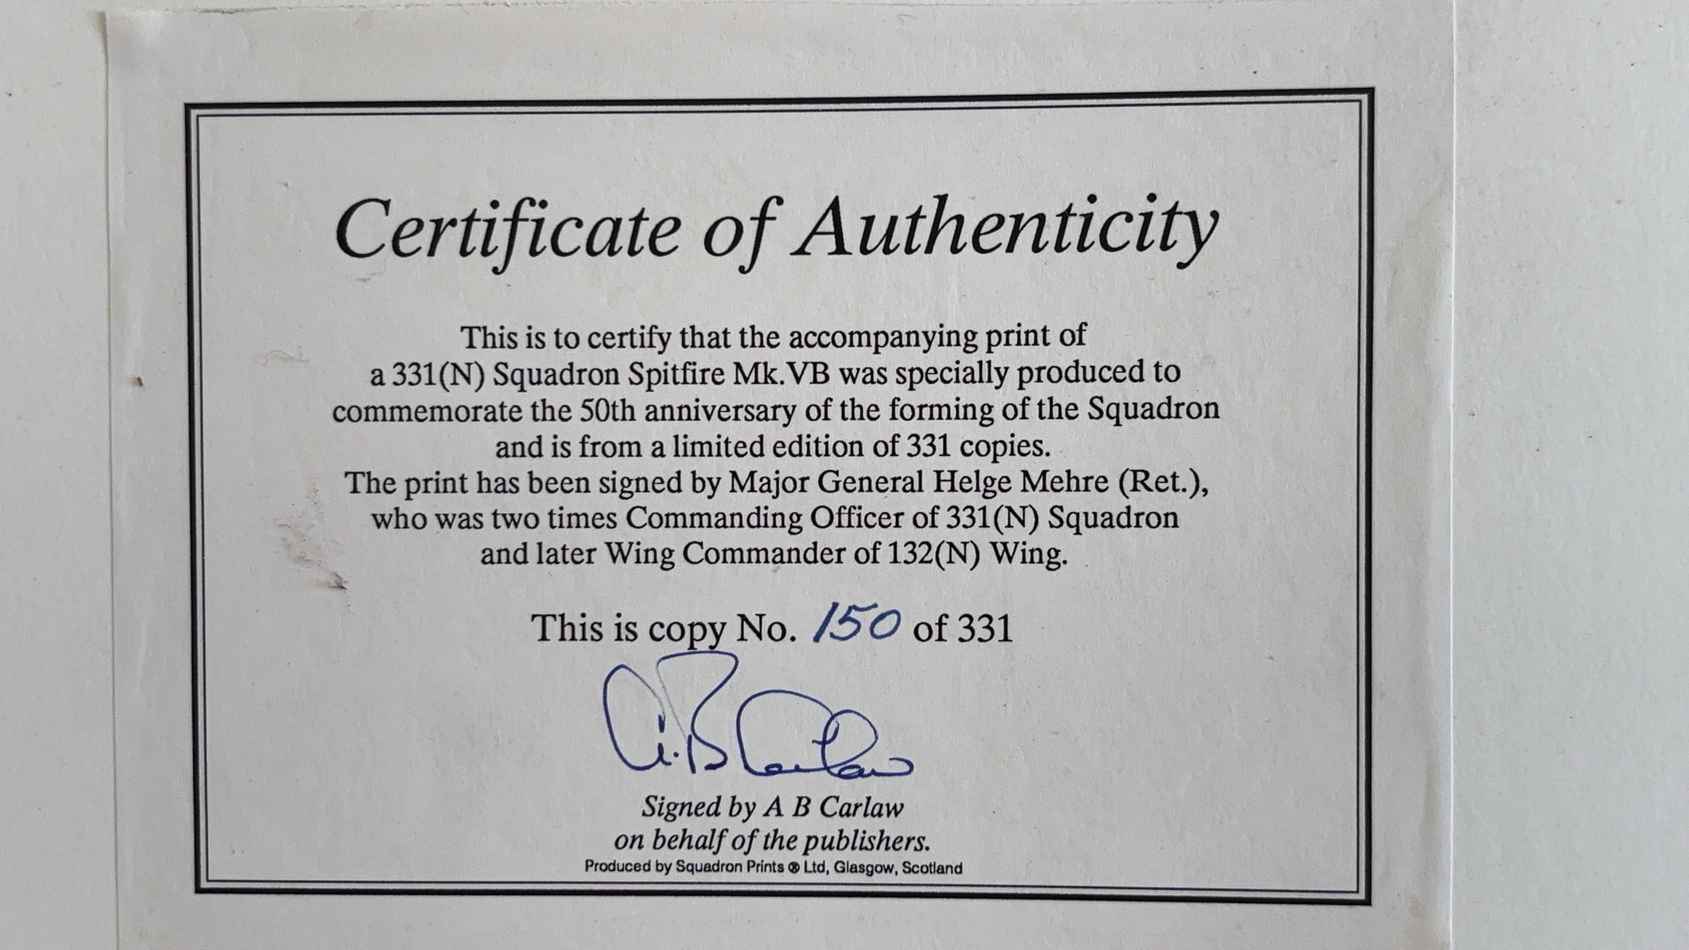 Certificate of Authenticity
This is to certify that the accompanying print of
a 331(N) Squadron Spitfire Mk.VB was specially produced to
commemorate the 50th anniversary of the forming of the Squadron
and is from a limited edition of 331 copies.
The print has been signed by Major General Helge Mehre (Ret.),
who was two times Commanding Officer of 331(N) Squadron
and later Wing Commander of 132(N) Wing.
This is copy No. 150 of 331
A.B Carlaw
Signed by A B Carlaw
on behalf of the publishers.
Produced by Squadron Prints ® Ltd, Glasgow, Scotland